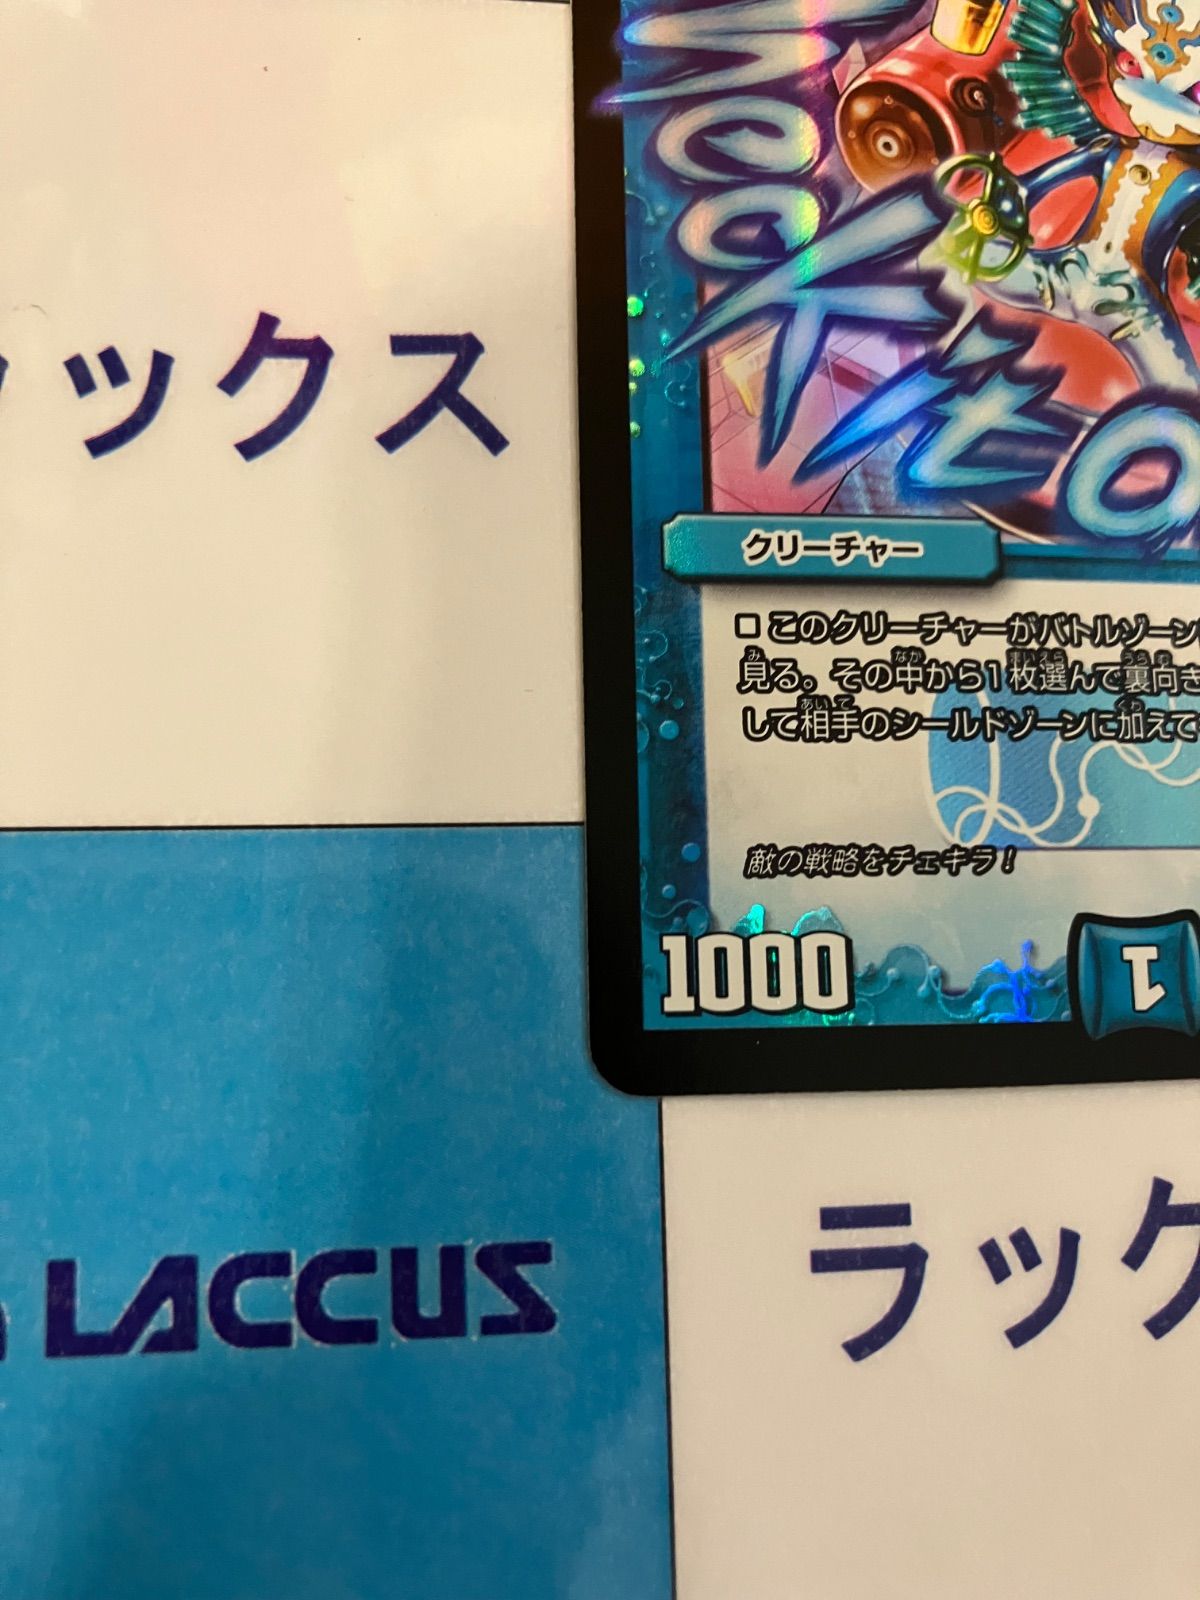 ックス
クリーチャー
□このクリーチャーがバトルゾーン
見る。その中から1枚選んで裏向き
して相手のシールドゾーンに加えて
敵の戦略をチェキラ!
1000
1
LACCUS
ラック